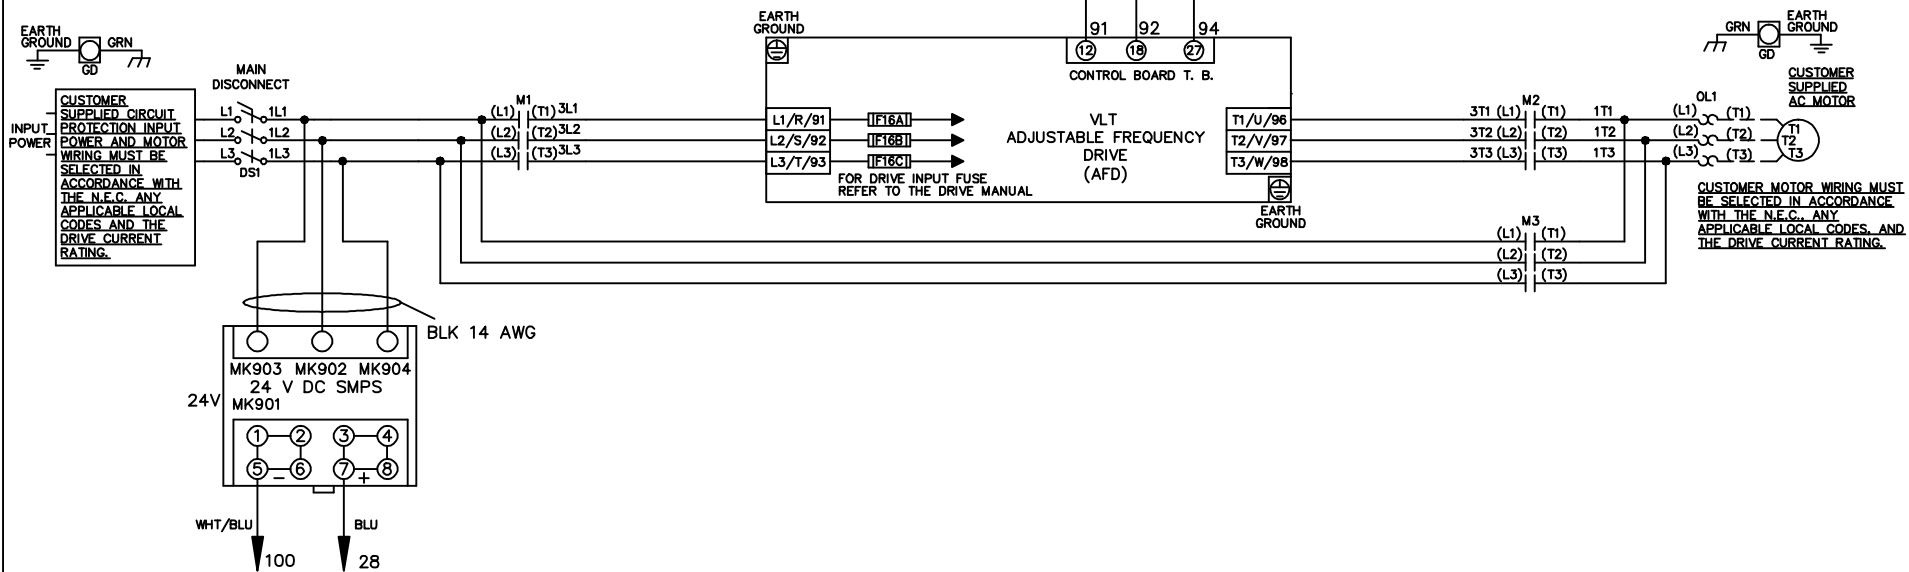 EARTH
GROUND
GRN
GD
MAIN
DISCONNECT
INPUT
POWER
CUSTOMER
SUPPLIED CIRCUIT
PROTECTION INPUT
POWER AND MOTOR
WIRING MUST BE
SELECTED IN
ACCORDANCE WITH
THE N.E.C. ANY
APPLICABLE LOCAL
CODES AND THE
DRIVE CURRENT
RATING.
L1 1L1
L2 1L2
L3 1L3
DS1
M1
(L1) (T1) 3L1
(L2) (T2) 3L2
(L3) (T3) 3L3
EARTH
GROUND
91 92 94
12 18 27
CONTROL BOARD T. B.
L1/R/91
L2/S/92
L3/T/93
F16A
F16B
F16C
FOR DRIVE INPUT FUSE
REFER TO THE DRIVE MANUAL
VLT
ADJUSTABLE FREQUENCY
DRIVE
(AFD)
T1/U/96
T2/V/97
T3/W/98
EARTH
GROUND
M2
3T1 (L1) (T1) 1T1
3T2 (L2) (T2) 1T2
3T3 (L3) (T3) 1T3
M3
(L1) (T1)
(L2) (T2)
(L3) (T3)
GRN
EARTH
GROUND
GD
CUSTOMER
SUPPLIED
AC MOTOR
OL1
(L1) (T1)
(L2) (T2)
(L3) (T3)
T1
T2
T3
CUSTOMER MOTOR WIRING MUST
BE SELECTED IN ACCORDANCE
WITH THE N.E.C., ANY
APPLICABLE LOCAL CODES, AND
THE DRIVE CURRENT RATING.
BLK 14 AWG
MK903 MK902 MK904
24 V DC SMPS
24V
MK901
1 2 3 4
5 6 7 8
− +
WHT/BLU
BLU
100
28